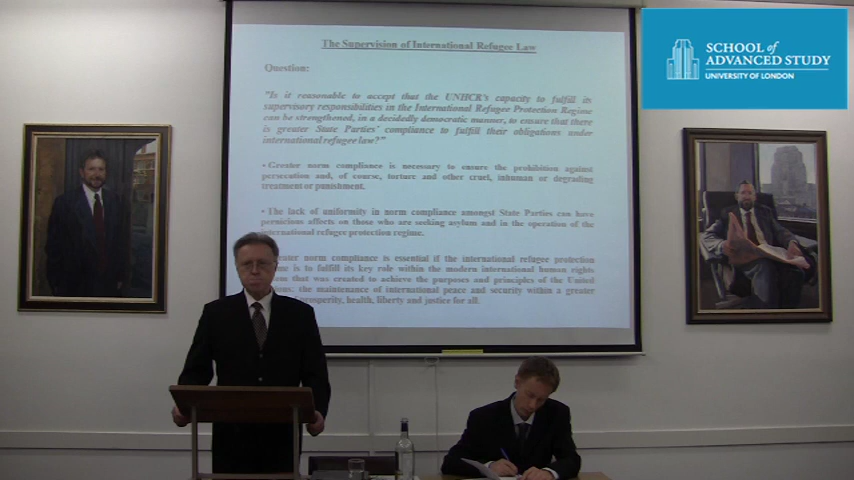 The Supervision of International Refugee Law
SCHOOL of
ADVANCED STUDY
UNIVERSITY OF LONDON
Question:
"Is it reasonable to accept that the UNHCR's capacity to fulfill its
supervisory responsibilities in the International Refugee Protection Regime
can be strengthened, in a decidedly democratic manner, to ensure that there
is greater State Parties' compliance to fulfill their obligations under
international refugee law?"
• Greater norm compliance is necessary to ensure the prohibition against
persecution and, of course, torture and other cruel, inhuman or degrading
treatment or punishment.
• The lack of uniformity in norm compliance amongst State Parties can have
pernicious affects on those who are seeking asylum and in the operation of the
international refugee protection regime.
norm compliance is essential if the international refugee protection
is to fulfill its key role within the modern international human rights
that was created to achieve the purposes and principles of the United
the maintenance of international peace and security within a greater
prosperity, health, liberty and justice for all.